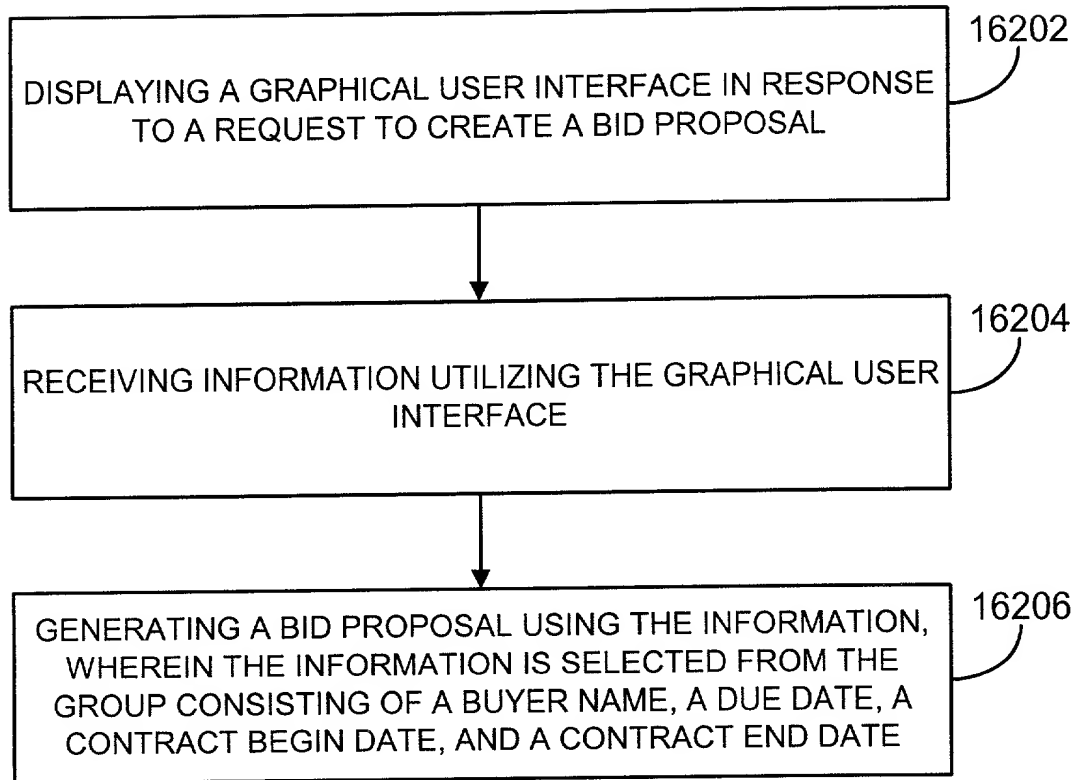 16202
DISPLAYING A GRAPHICAL USER INTERFACE IN RESPONSE
TO A REQUEST TO CREATE A BID PROPOSAL
16204
RECEIVING INFORMATION UTILIZING THE GRAPHICAL USER
INTERFACE
16206
GENERATING A BID PROPOSAL USING THE INFORMATION,
WHEREIN THE INFORMATION IS SELECTED FROM THE
GROUP CONSISTING OF A BUYER NAME, A DUE DATE, A
CONTRACT BEGIN DATE, AND A CONTRACT END DATE